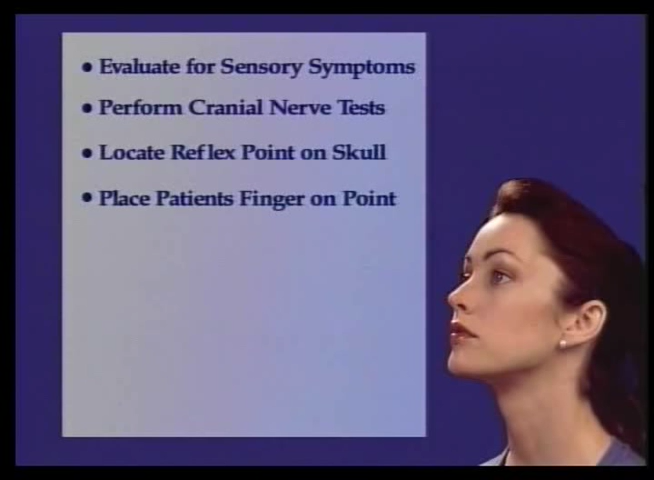 • Evaluate for Sensory Symptoms
• Perform Cranial Nerve Tests
• Locate Reflex Point on Skull
• Place Patients Finger on Point